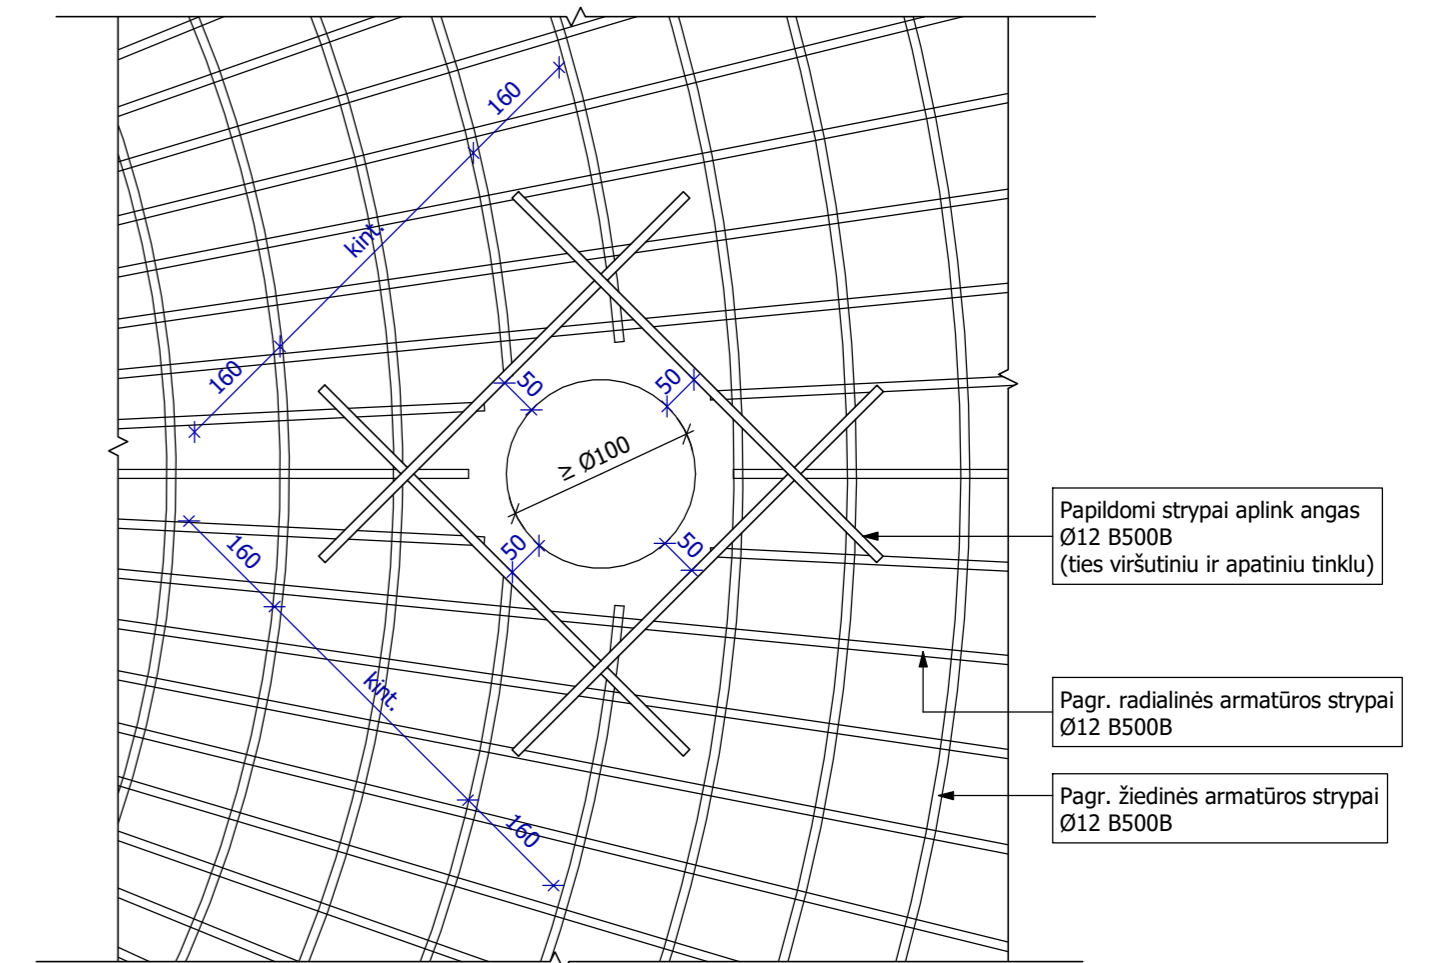 160
kint.
160
50
50
≥ Ø100
50
50
160
kint.
160
Papildomi strypai aplink angas
Ø12 B500B
(ties viršutiniu ir apatiniu tinklu)
Pagr. radialinės armatūros strypai
Ø12 B500B
Pagr. žiedinės armatūros strypai
Ø12 B500B